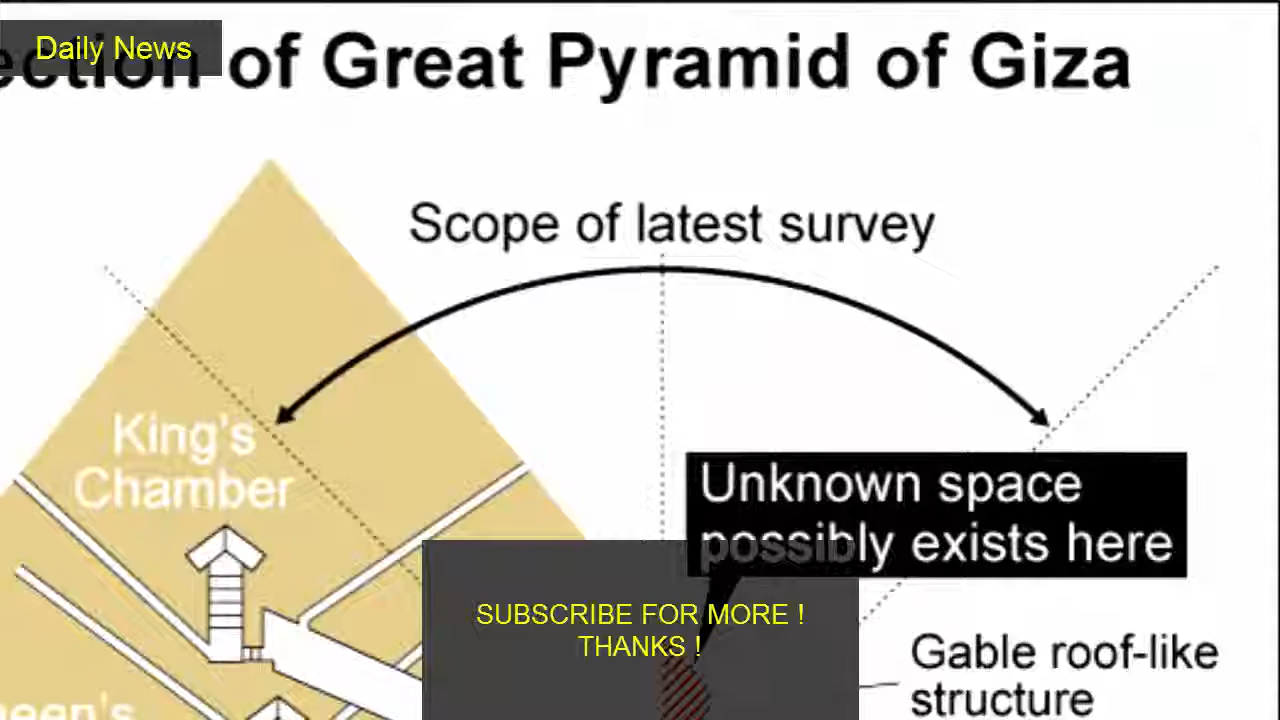 Daily News
ection of Great Pyramid of Giza
Scope of latest survey
King's
Chamber
Unknown space
possibly exists here
SUBSCRIBE FOR MORE !
THANKS !
Gable roof-like
structure